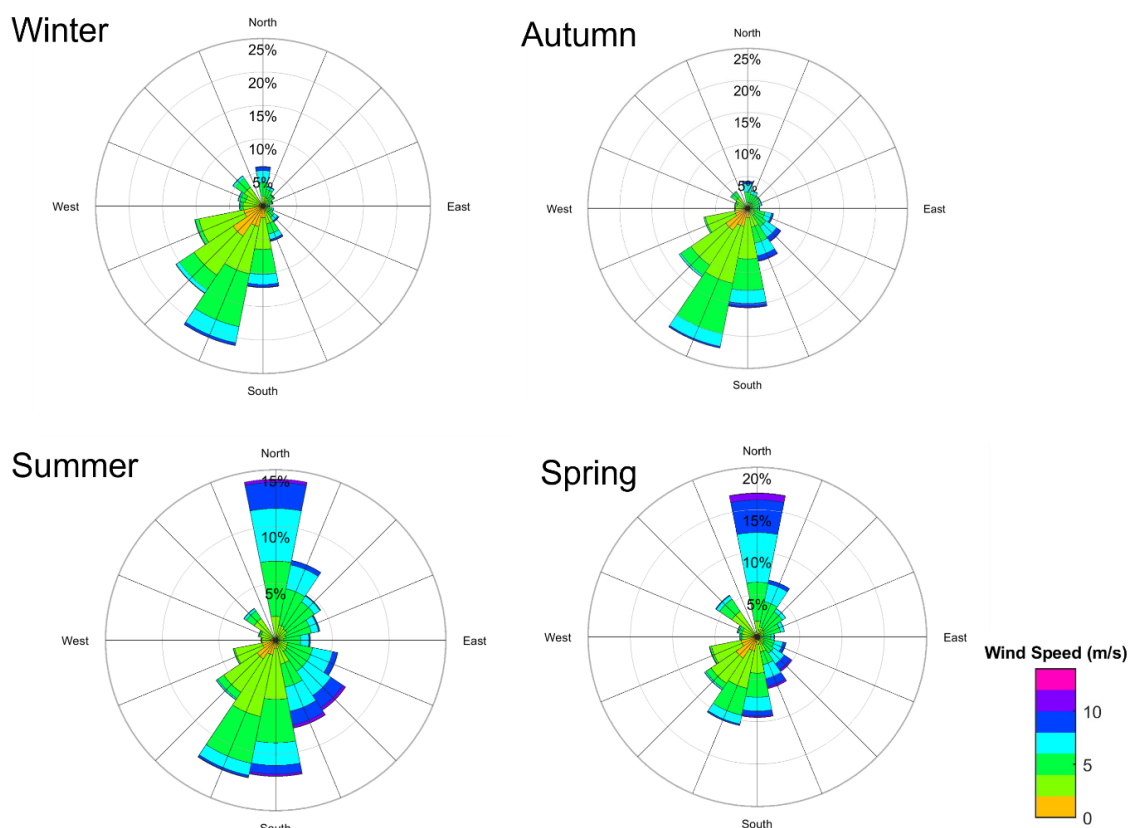 Winter
North
25%
20%
15%
10%
5%
West
East
South
Autumn
North
25%
20%
15%
10%
5%
West
East
South
Summer
North
15%
10%
5%
West
East
South
Spring
North
20%
15%
10%
5%
West
East
South
Wind Speed (m/s)
10
5
0